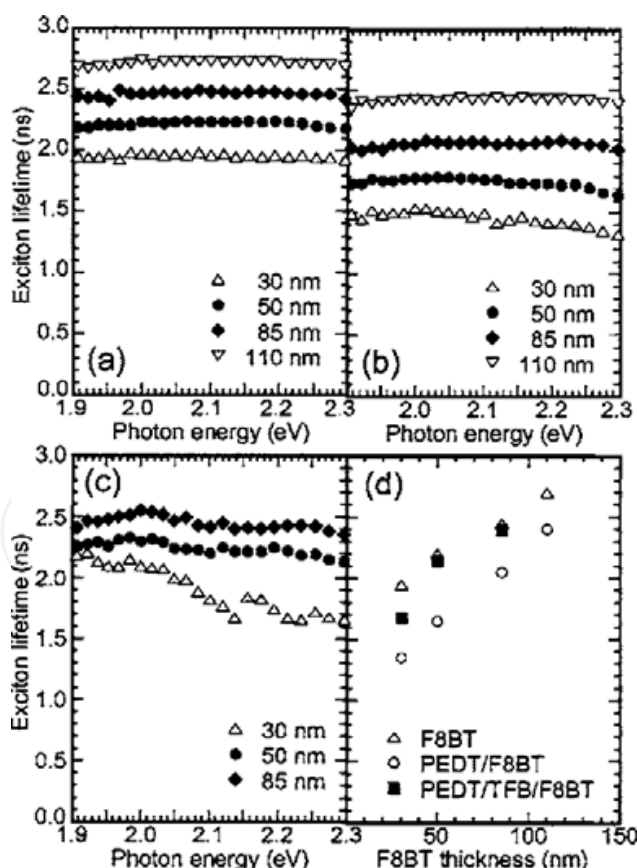 3.0
2.5
2.0
1.5
1.0
0.5
0.0
Exciton lifetime (ns)
30 nm
50 nm
85 nm
110 nm
(a)
1.9 2.0 2.1 2.2 2.3
Photon energy (eV)
30 nm
50 nm
85 nm
110 nm
(b)
2.0 2.1 2.2 2.3
Photon energy (eV)
3.0
2.5
2.0
1.5
1.0
0.5
0.0
Exciton lifetime (ns)
(c)
30 nm
50 nm
85 nm
1.9 2.0 2.1 2.2 2.3
Photon energy (eV)
(d)
F8BT
PEDT/F8BT
PEDT/TFB/F8BT
50 100 150
F8BT thickness (nm)